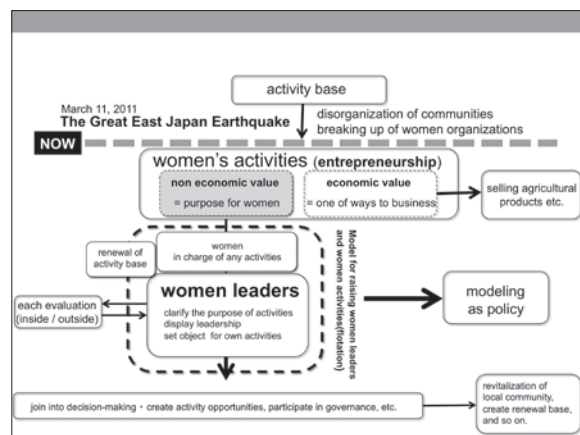 activity base
March 11, 2011
The Great East Japan Earthquake
disorganization of communities
breaking up of women organizations
NOW
women's activities (entrepreneurship)
non economic value
= purpose for women
economic value
= one of ways to business
selling agricultural
products etc.
women
in charge of any activities
renewal of
activity base
women leaders
clarify the purpose of activities
display leadership
set object for own activities
each evaluation
(inside / outside)
Model for raising women leaders
and women activities(flotation)
modeling
as policy
join into decision-making・create activity opportunities, participate in governance, etc.
revitalization of
local community,
create renewal base,
and so on.